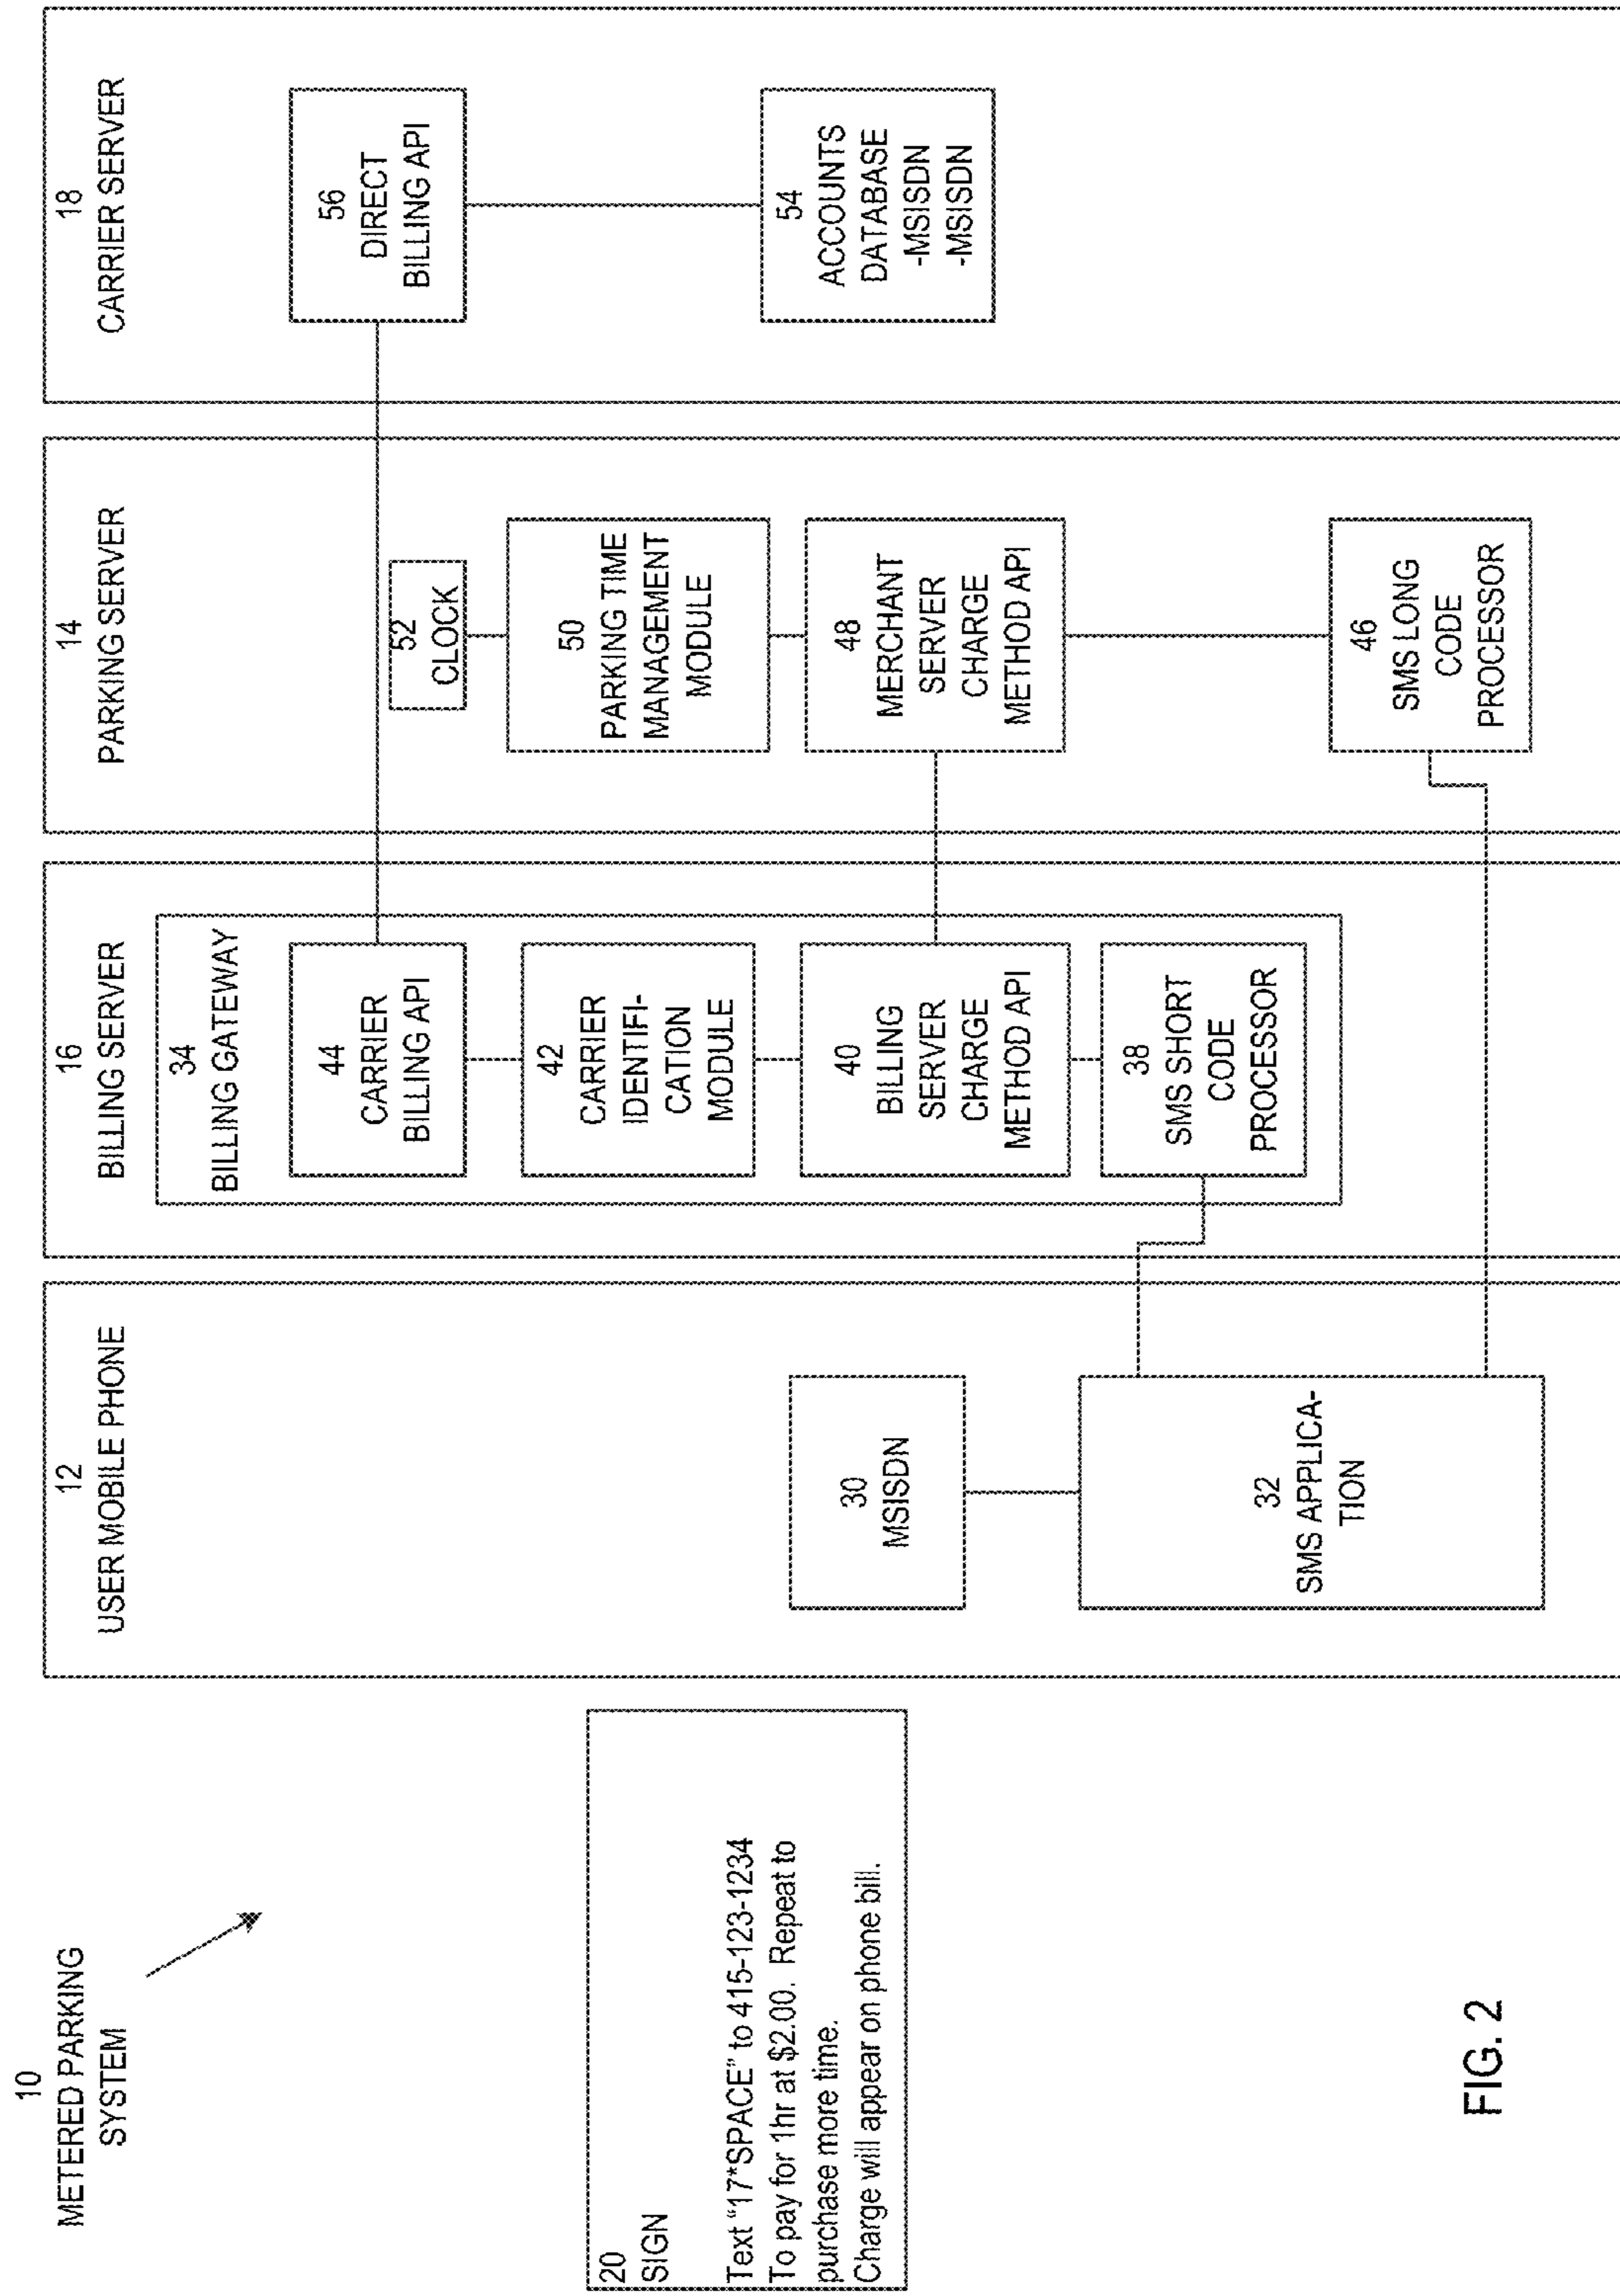 10
METERED PARKING
SYSTEM
20
SIGN
Text “17*SPACE” to 415-123-1234
To pay for 1hr at $2.00. Repeat to
purchase more time.
Charge will appear on phone bill.
12
USER MOBILE PHONE
30
MSISDN
32
SMS APPLICA-
TION
16
BILLING SERVER
34
BILLING GATEWAY
44
CARRIER
BILLING API
42
CARRIER
IDENTIFI-
CATION
MODULE
40
BILLING
SERVER
CHARGE
METHOD API
38
SMS SHORT
CODE
PROCESSOR
14
PARKING SERVER
52
CLOCK
50
PARKING TIME
MANAGEMENT
MODULE
48
MERCHANT
SERVER
CHARGE
METHOD API
46
SMS LONG
CODE
PROCESSOR
18
CARRIER SERVER
56
DIRECT
BILLING API
54
ACCOUNTS
DATABASE
-MSISDN
-MSISDN
FIG. 2